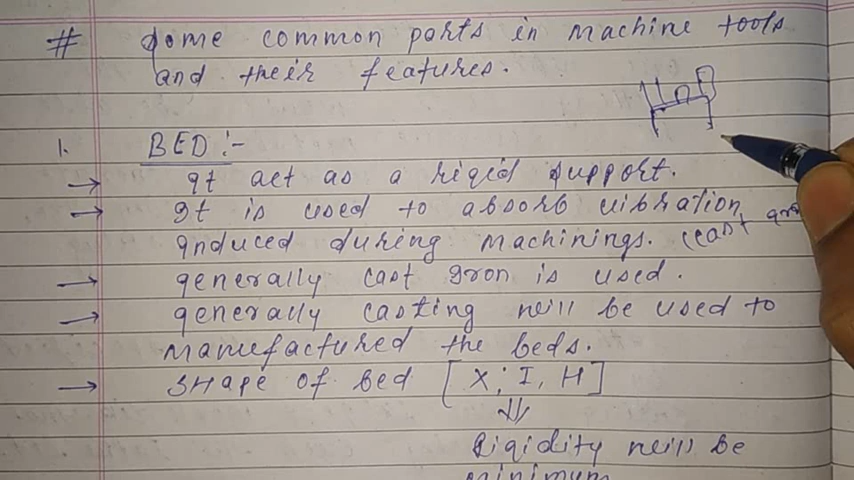 # Some common parts in machine tools
and their features.
1. BED :-
→ It act as a rigid support.
→ It is used to absorb vibration
induced during machinings. (cast
→ generally cast Iron is used.
→ generally casting will be used to
manufactured the beds.
→ Shape of bed [X; I, H]
⇓
Rigidity will be
minimum